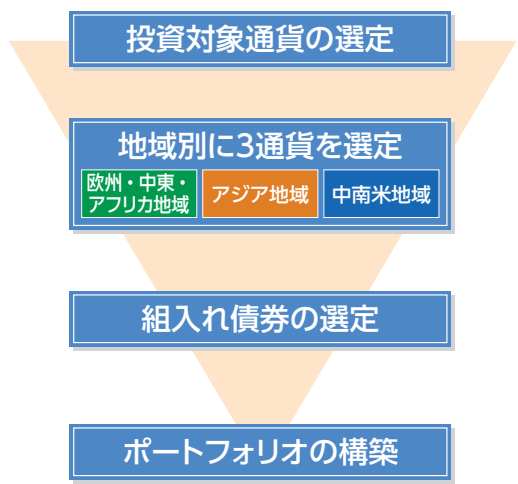 投資対象通貨の選定
地域別に3通貨を選定
欧州・中東・
アフリカ地域
アジア地域
中南米地域
組入れ債券の選定
ポートフォリオの構築